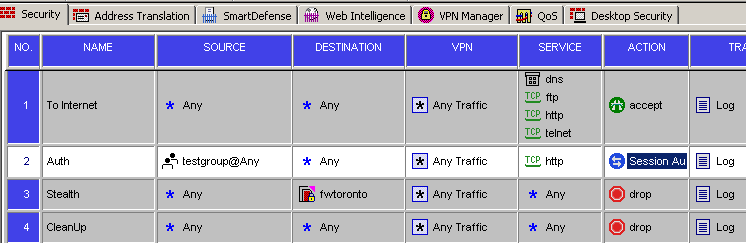 Security Address Translation SmartDefense Web Intelligence VPN Manager QoS Desktop Security
NO. NAME SOURCE DESTINATION VPN SERVICE ACTION TRA
1 To Internet * Any * Any * Any Traffic dns * accept Log
TCP ftp
TCP http
TCP telnet
2 Auth testgroup@Any * Any * Any Traffic TCP http Session Au Log
3 Stealth * Any fwtoronto * Any Traffic * Any drop Log
4 CleanUp * Any * Any * Any Traffic * Any drop Log